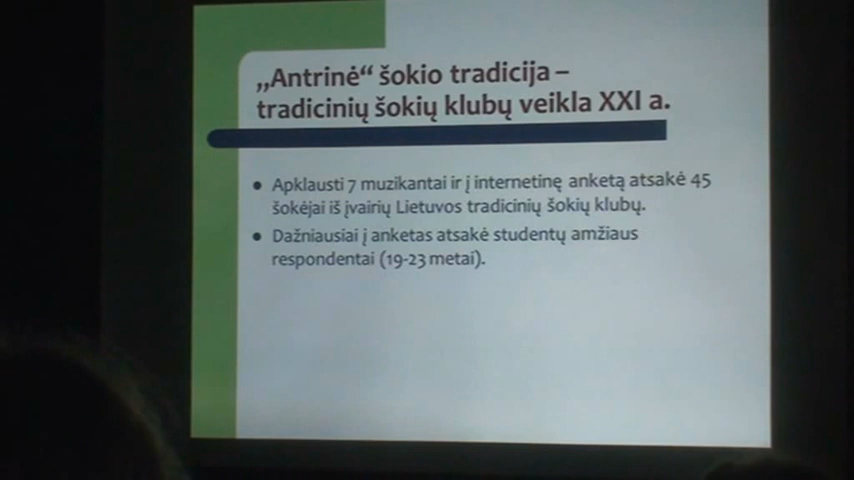 „Antrinė“ šokio tradicija –
tradicinių šokių klubų veikla XXI a.
• Apklausti 7 muzikantai ir į internetinę anketą atsakė 45
šokėjai iš įvairių Lietuvos tradicinių šokių klubų.
• Dažniausiai į anketas atsakė studentų amžiaus
respondentai (19-23 metai).